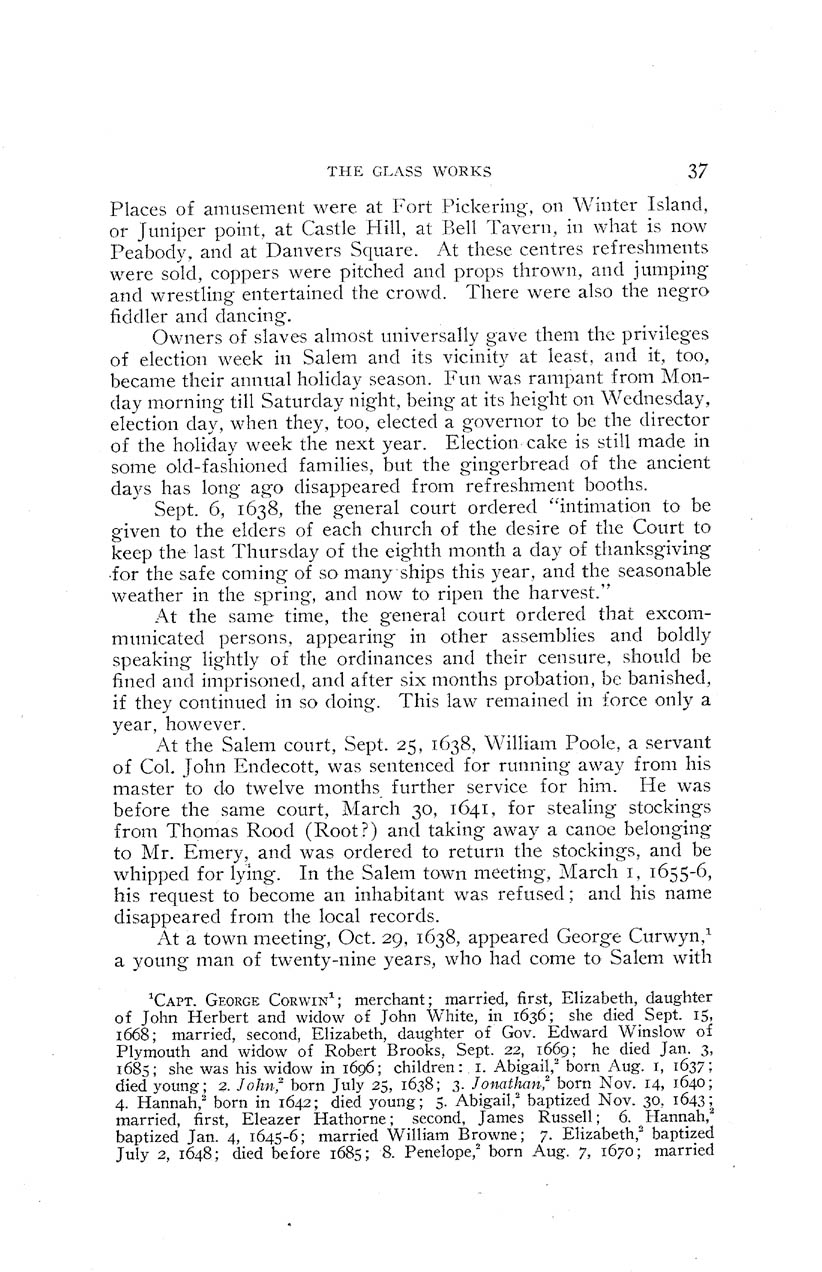 THE GLASS WORKS 37
Places of amusement were at Fort Pickering, on Winter Island,
or Juniper point, at Castle Hill, at Bell Tavern, in what is now
Peabody, and at Danvers Square. At these centres refreshments
were sold, coppers were pitched and props thrown, and jumping
and wrestling entertained the crowd. There were also the negro
fiddler and dancing.
Owners of slaves almost universally gave them the privileges
of election week in Salem and its vicinity at least, and it, too,
became their annual holiday season. Fun was rampant from Mon-
day morning till Saturday night, being at its height on Wednesday,
election day, when they, too, elected a governor to be the director
of the holiday week the next year. Election cake is still made in
some old-fashioned families, but the gingerbread of the ancient
days has long ago disappeared from refreshment booths.
Sept. 6, 1638, the general court ordered "intimation to be
given to the elders of each church of the desire of the Court to
keep the last Thursday of the eighth month a day of thanksgiving
for the safe coming of so many ships this year, and the seasonable
weather in the spring, and now to ripen the harvest."
At the same time, the general court ordered that excom-
municated persons, appearing in other assemblies and boldly
speaking lightly of the ordinances and their censure, should be
fined and imprisoned, and after six months probation, be banished,
if they continued in so doing. This law remained in force only a
year, however.
At the Salem court, Sept. 25, 1638, William Poole, a servant
of Col. John Endecott, was sentenced for running away from his
master to do twelve months further service for him. He was
before the same court, March 30, 1641, for stealing stockings
from Thomas Rood (Root?) and taking away a canoe belonging
to Mr. Emery, and was ordered to return the stockings, and be
whipped for lying. In the Salem town meeting, March 1, 1655-6,
his request to become an inhabitant was refused; and his name
disappeared from the local records.
At a town meeting, Oct. 29, 1638, appeared George Curwyn,¹
a young man of twenty-nine years, who had come to Salem with
¹CAPT. GEORGE CORWIN¹; merchant; married, first, Elizabeth, daughter
of John Herbert and widow of John White, in 1636; she died Sept. 15,
1668; married, second, Elizabeth, daughter of Gov. Edward Winslow of
Plymouth and widow of Robert Brooks, Sept. 22, 1669; he died Jan. 3,
1685; she was his widow in 1696; children: 1. Abigail,² born Aug. 1, 1637;
died young; 2. John,² born July 25, 1638; 3. Jonathan,² born Nov. 14, 1640;
4. Hannah,² born in 1642; died young; 5. Abigail,² baptized Nov. 30, 1643;
married, first, Eleazer Hathorne; second, James Russell; 6. Hannah,²
baptized Jan. 4, 1645-6; married William Browne; 7. Elizabeth,² baptized
July 2, 1648; died before 1685; 8. Penelope,² born Aug. 7, 1670; married